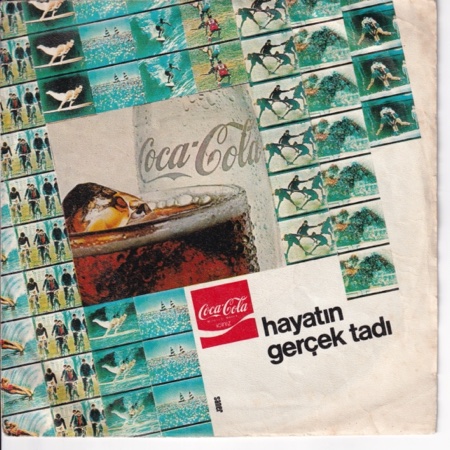 Coca-Cola
Coca-Cola
hayatın
gerçek tadı